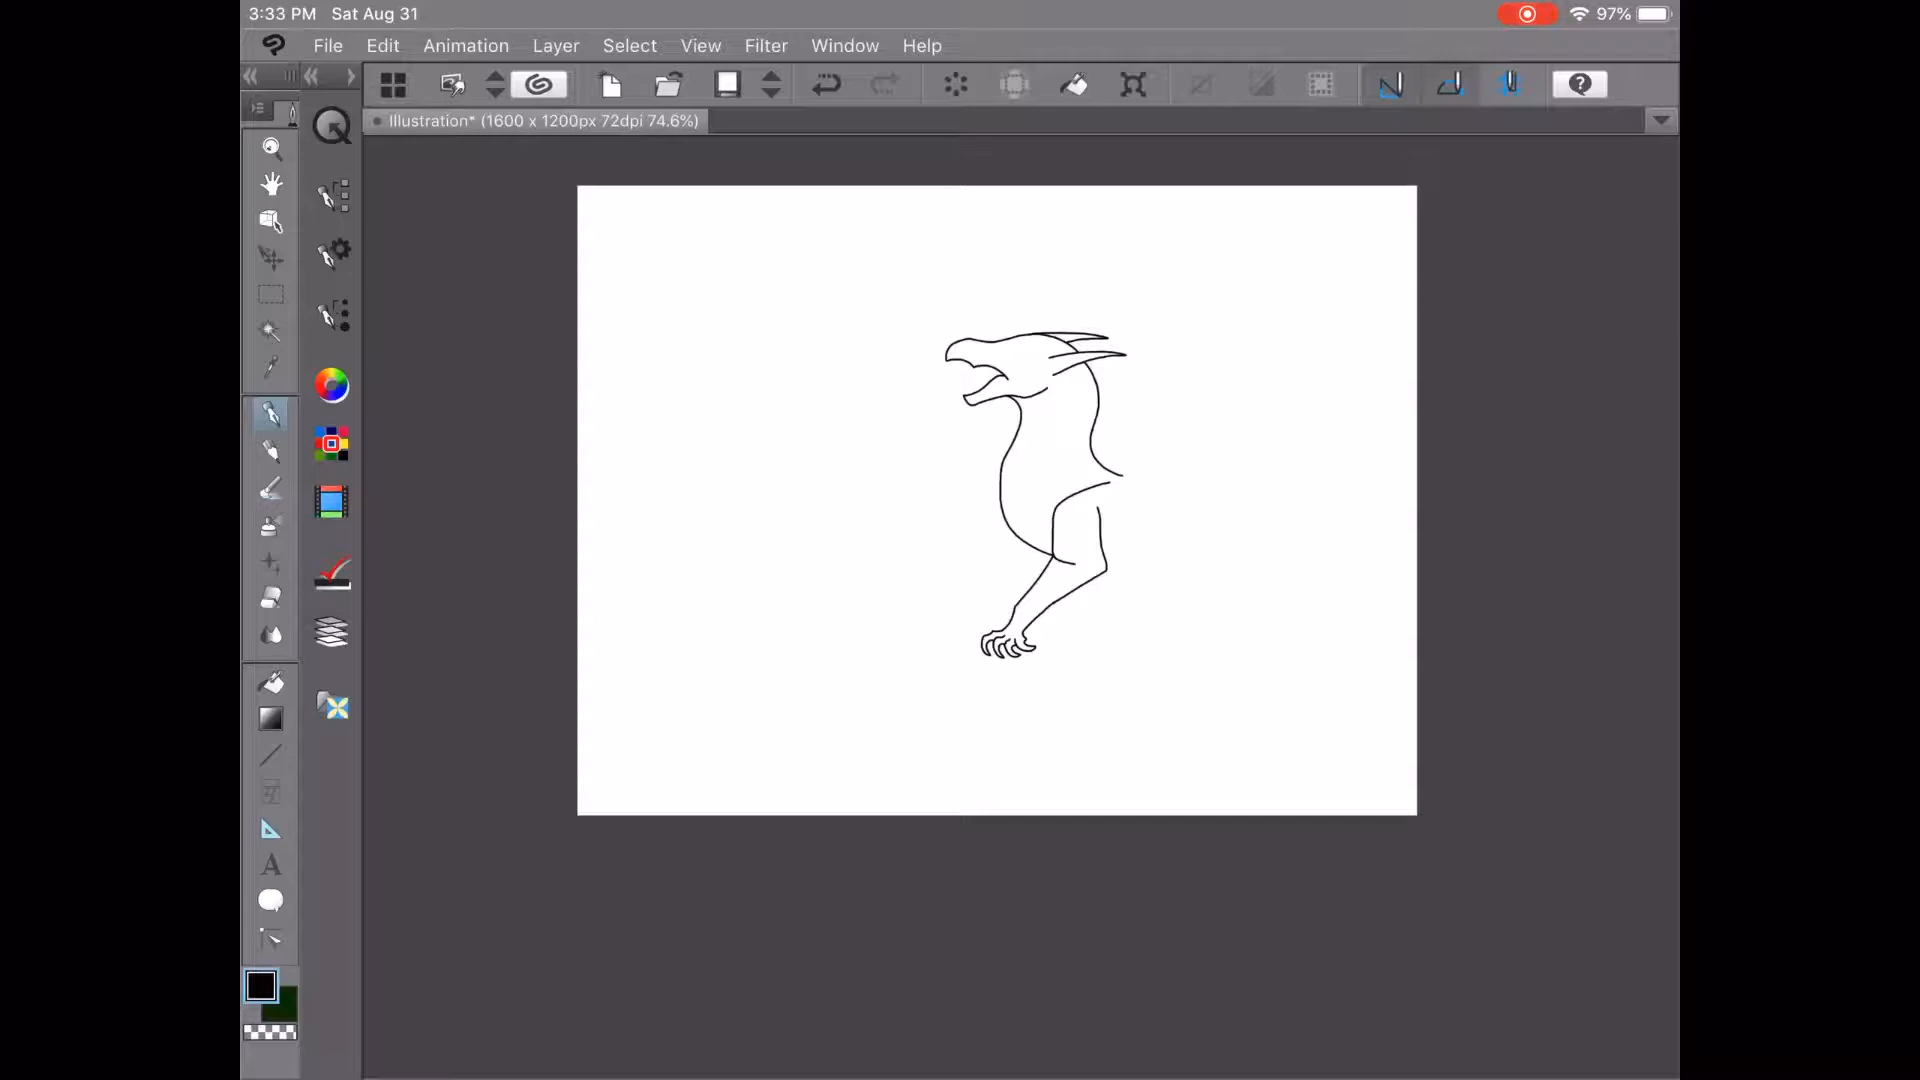 3:33 PM Sat Aug 31 97%
File Edit Animation Layer Select View Filter Window Help
Illustration* (1600 x 1200px 72dpi 74.6%)